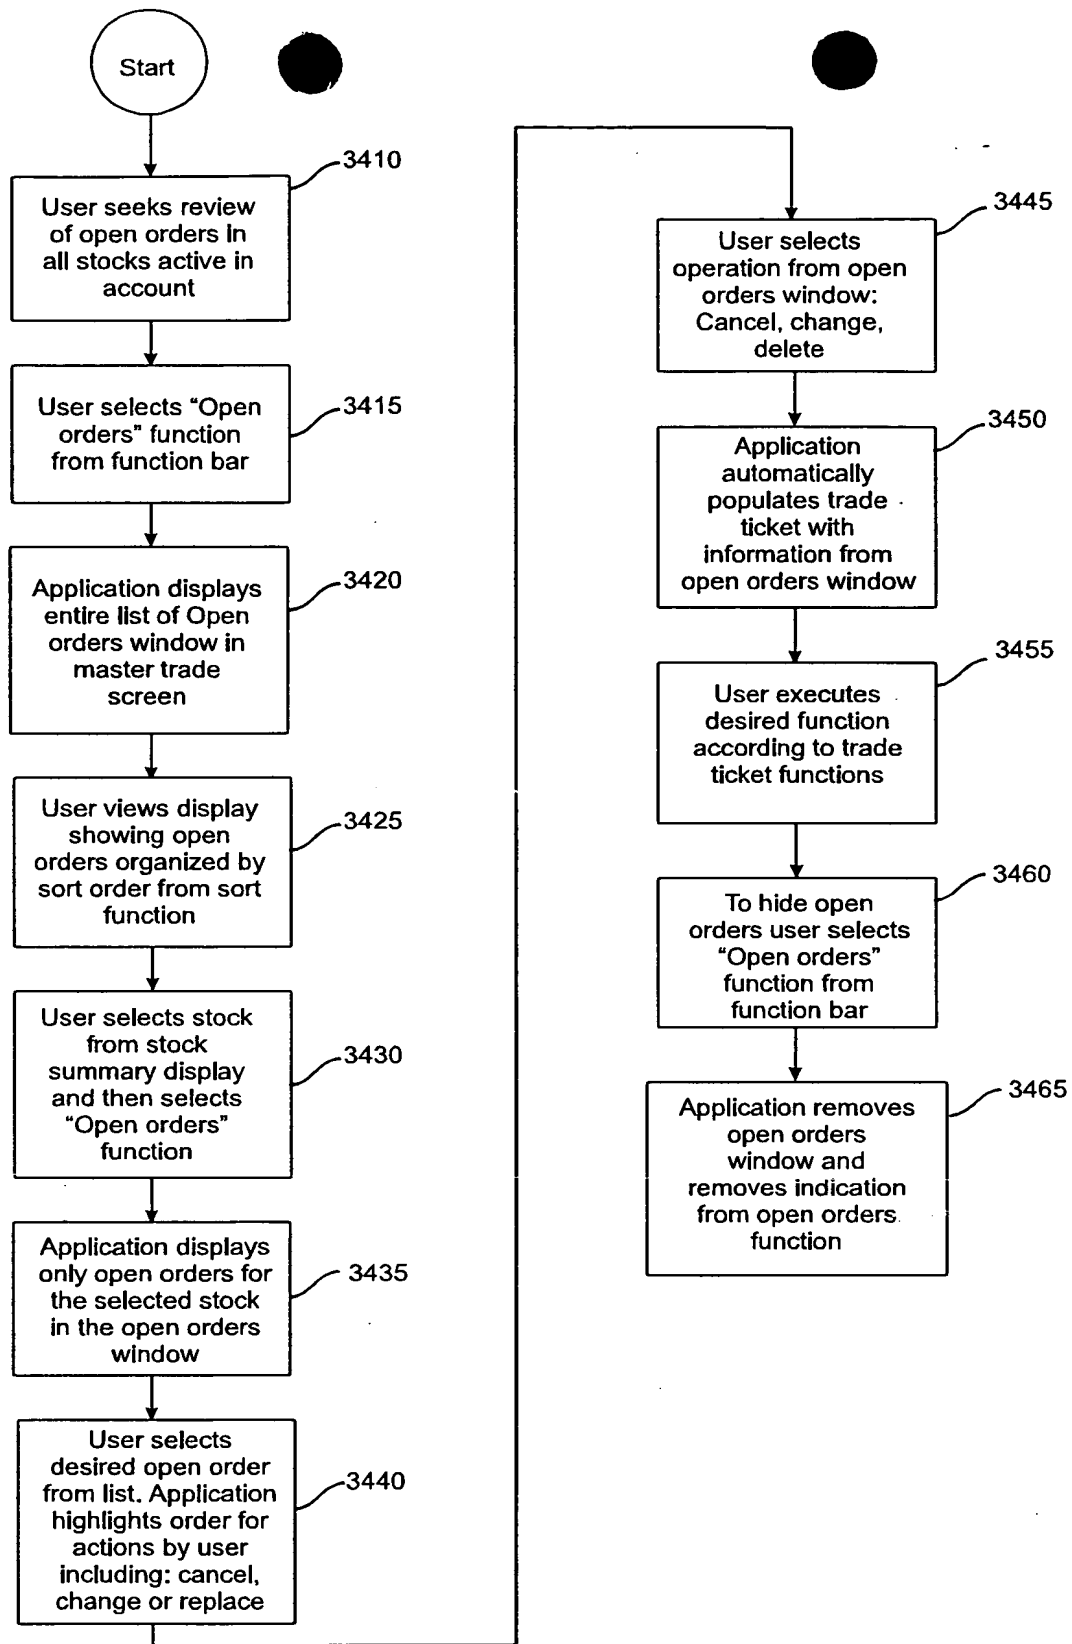 Start
3410
User seeks review
of open orders in
all stocks active in
account
3415
User selects “Open
orders” function
from function bar
3420
Application displays
entire list of Open
orders window in
master trade
screen
3425
User views display
showing open
orders organized by
sort order from sort
function
3430
User selects stock
from stock
summary display
and then selects
“Open orders”
function
3435
Application displays
only open orders for
the selected stock
in the open orders
window
3440
User selects
desired open order
from list. Application
highlights order for
actions by user
including: cancel,
change or replace
3445
User selects
operation from open
orders window:
Cancel, change,
delete
3450
Application
automatically
populates trade
ticket with
information from
open orders window
3455
User executes
desired function
according to trade
ticket functions
3460
To hide open
orders user selects
“Open orders”
function from
function bar
3465
Application removes
open orders
window and
removes indication
from open orders
function